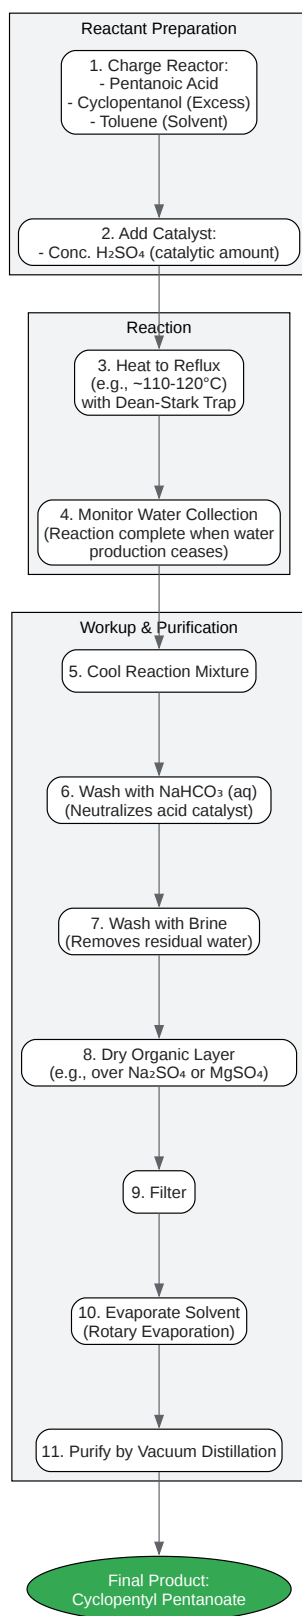 Reactant Preparation
1. Charge Reactor:
- Pentanoic Acid
- Cyclopentanol (Excess)
- Toluene (Solvent)
2. Add Catalyst:
- Conc. H₂SO₄ (catalytic amount)
Reaction
3. Heat to Reflux
(e.g., ~110-120°C)
with Dean-Stark Trap
4. Monitor Water Collection
(Reaction complete when water
production ceases)
Workup & Purification
5. Cool Reaction Mixture
6. Wash with NaHCO₃ (aq)
(Neutralizes acid catalyst)
7. Wash with Brine
(Removes residual water)
8. Dry Organic Layer
(e.g., over Na₂SO₄ or MgSO₄)
9. Filter
10. Evaporate Solvent
(Rotary Evaporation)
11. Purify by Vacuum Distillation
Final Product:
Cyclopentyl Pentanoate